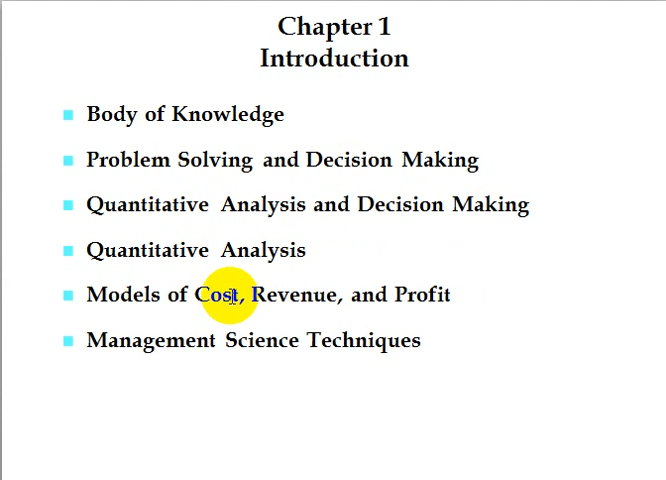 Chapter 1
Introduction
Body of Knowledge
Problem Solving and Decision Making
Quantitative Analysis and Decision Making
Quantitative Analysis
Models of Cost, Revenue, and Profit
Management Science Techniques